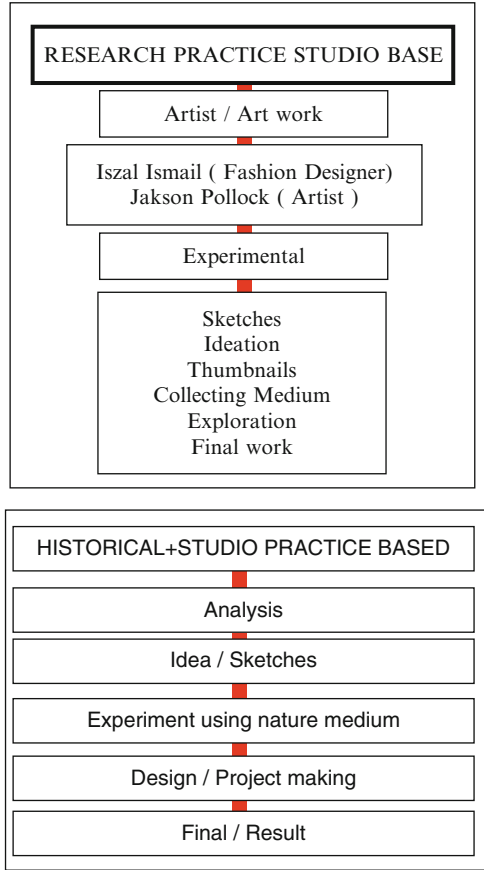 RESEARCH PRACTICE STUDIO BASE
Artist / Art work
Iszal Ismail ( Fashion Designer)
Jakson Pollock ( Artist )
Experimental
Sketches
Ideation
Thumbnails
Collecting Medium
Exploration
Final work
HISTORICAL+STUDIO PRACTICE BASED
Analysis
Idea / Sketches
Experiment using nature medium
Design / Project making
Final / Result